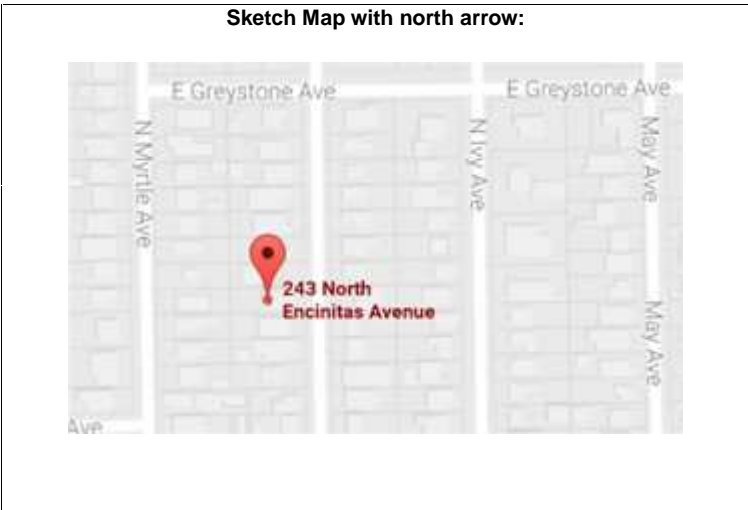 Sketch Map with north arrow:
E Greystone Ave
E Greystone Ave
N Myrtle Ave
N Ivy Ave
May Ave
243 North
Encinitas Avenue
May Ave
Ave